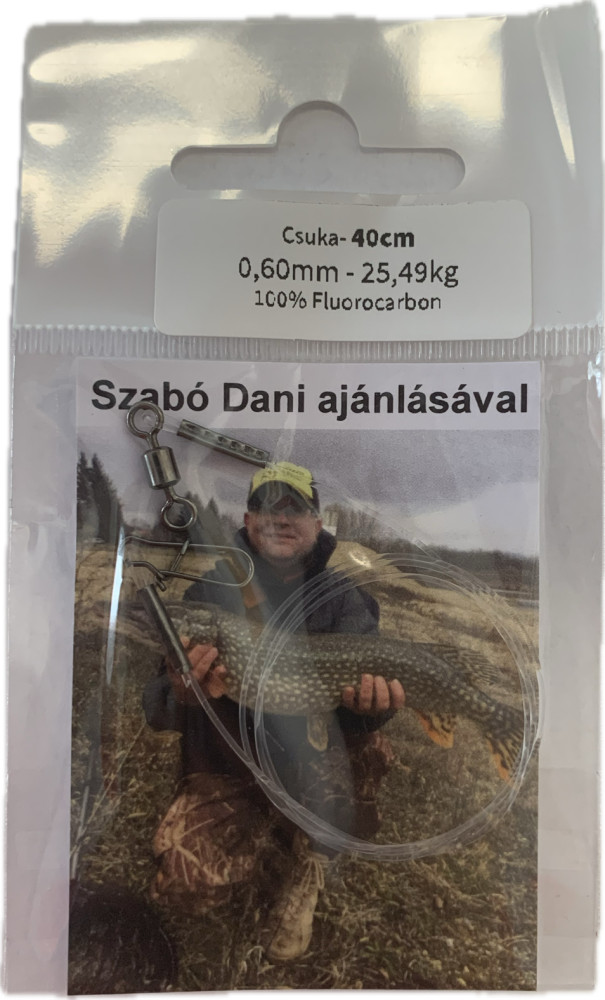 Csuka- 40cm
0,60mm - 25,49kg
100% Fluorocarbon
Szabó Dani ajánlásával